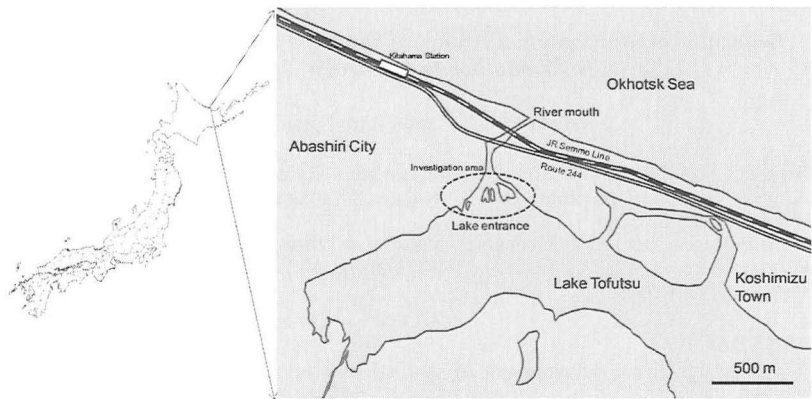 Kitahama Station
Okhotsk Sea
River mouth
Abashiri City
JR Semmo Line
Route 244
Investigation area
Lake entrance
Lake Tofutsu
Koshimizu
Town
500 m